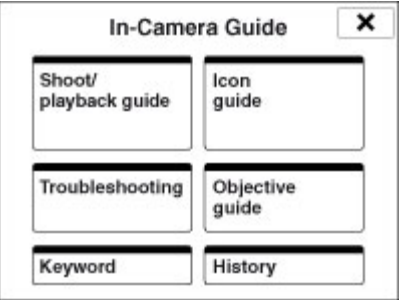 In-Camera Guide
Shoot/
playback guide
Icon
guide
Troubleshooting
Objective
guide
Keyword
History